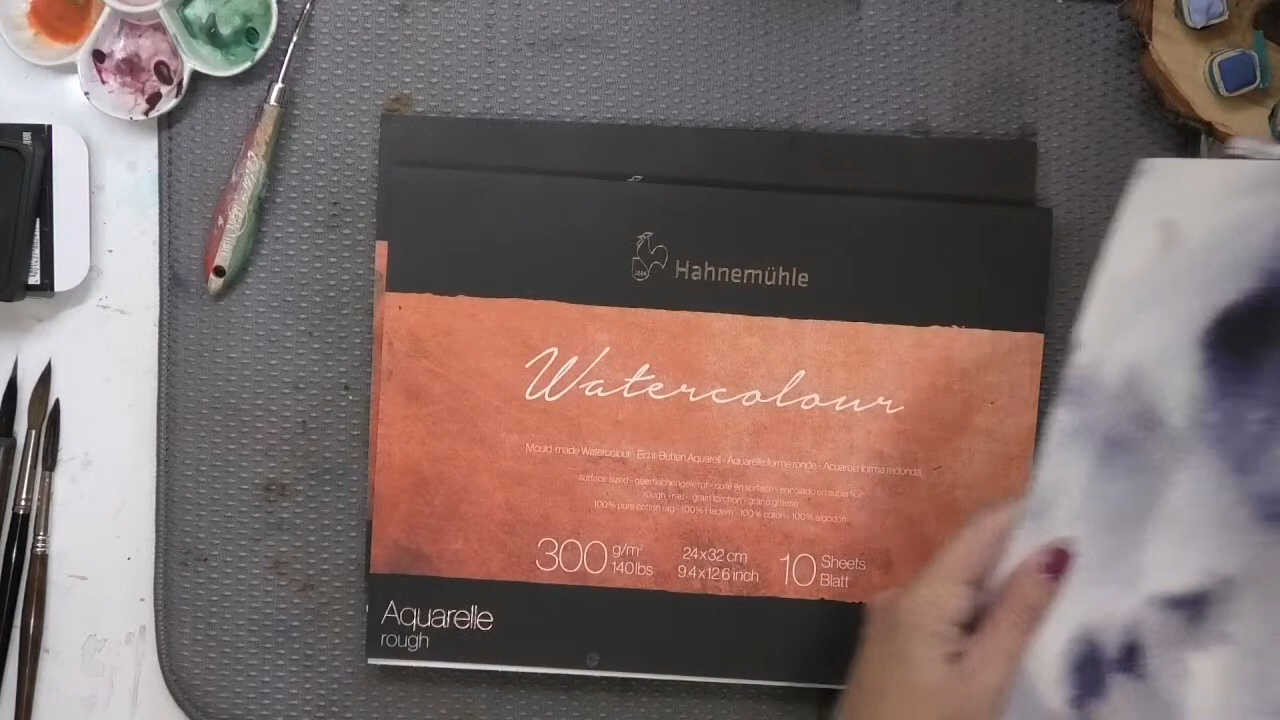 Hahnemühle
Watercolour
Mould-made Watercolour - Echt-Bütten Aquarell - Aquarelle forme ronde - Acuarela forma redonda
surface sized - oberflächengeleimt - collé en surface - encolado en superficie
rough - rau - grain torchon - grano grueso
100% pure cotton rag - 100% Hadern - 100% coton - 100% algodón
300 g/m² 140lbs
24x32 cm
9.4x12.6 inch
10 Sheets Blatt
Aquarelle
rough